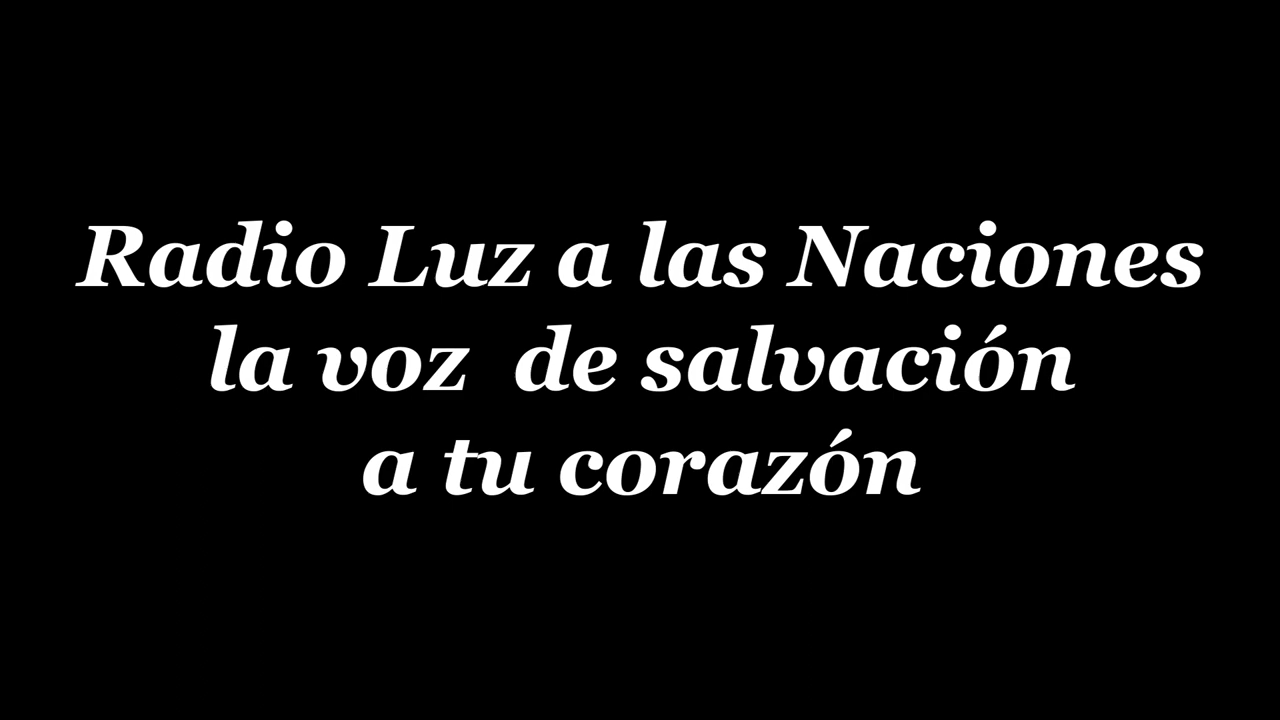 Radio Luz a las Naciones
la voz  de salvación
a tu corazón